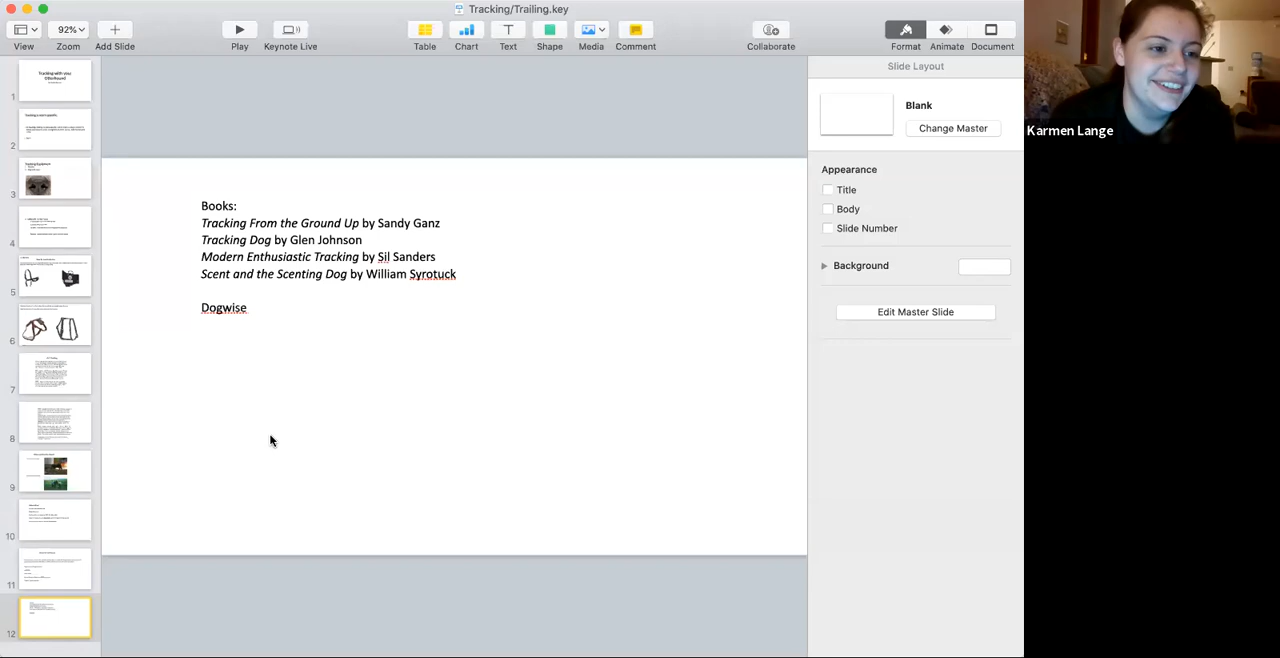 Tracking/Trailing.key
92%
View
Zoom
Add Slide
Play
Keynote Live
Table
Chart
Text
Shape
Media
Comment
Collaborate
Format
Animate
Document
1
Tracking with your
Otterhound
2
3
4
5
6
7
8
9
10
11
12
Books:
Tracking From the Ground Up by Sandy Ganz
Tracking Dog by Glen Johnson
Modern Enthusiastic Tracking by Sil Sanders
Scent and the Scenting Dog by William Syrotuck
Dogwise
Slide Layout
Blank
Change Master
Appearance
Title
Body
Slide Number
Background
Edit Master Slide
Karmen Lange